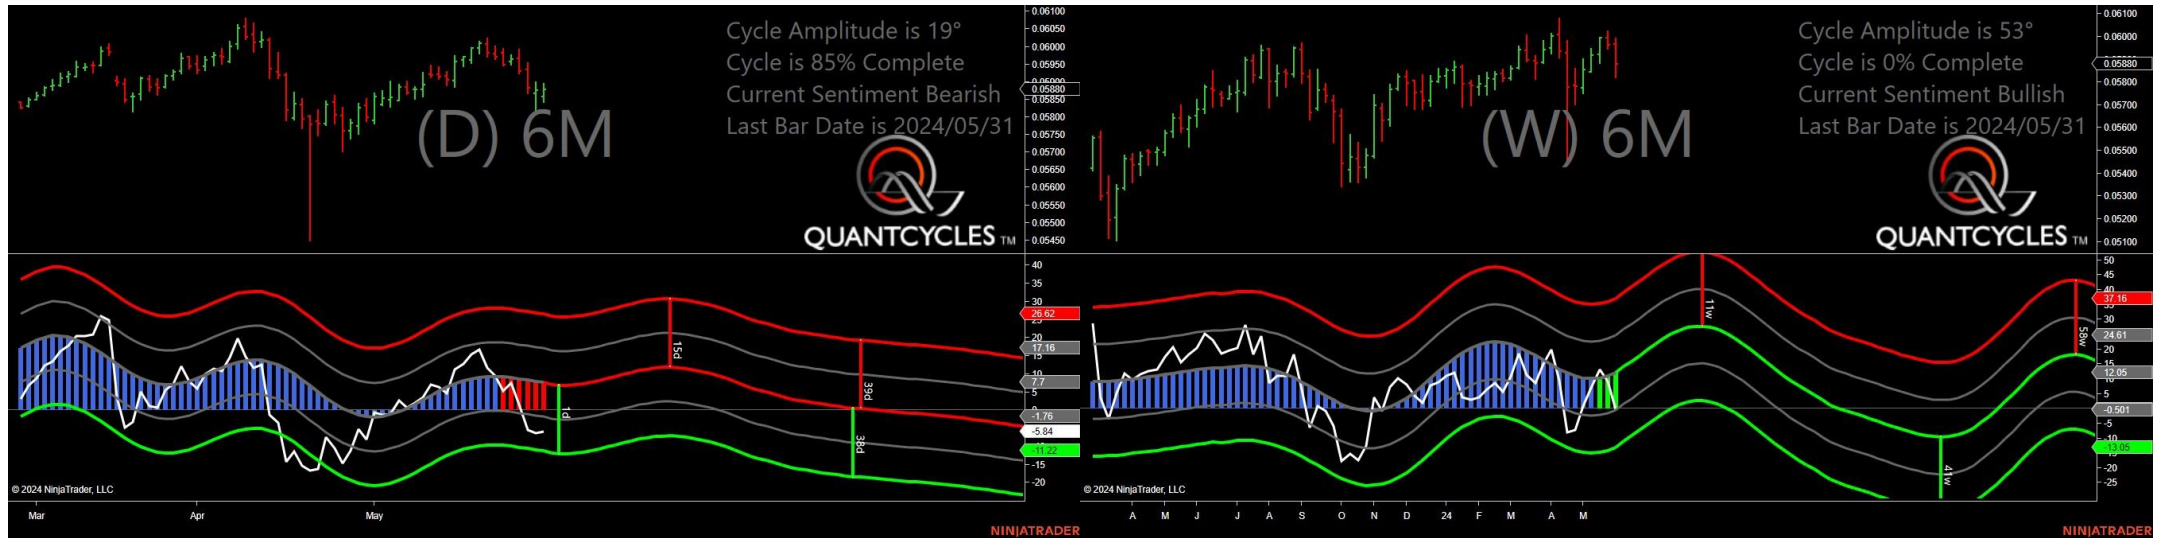 Cycle Amplitude is 19°
Cycle is 85% Complete
Current Sentiment Bearish
Last Bar Date is 2024/05/31
(D) 6M
QUANTCYCLES TM
0.06100
0.06050
0.06000
0.05950
0.05900
0.05880
0.05850
0.05800
0.05750
0.05700
0.05650
0.05600
0.05550
0.05500
0.05450
40
35
30
26.62
20
17.16
15
10
7.7
5
-1.76
-5.84
-11.22
-15
-20
1d
15d
39d
38d
© 2024 NinjaTrader, LLC
Mar Apr May
NINJATRADER
Cycle Amplitude is 53°
Cycle is 0% Complete
Current Sentiment Bullish
Last Bar Date is 2024/05/31
(W) 6M
QUANTCYCLES TM
0.06100
0.06000
0.05880
0.05800
0.05700
0.05600
0.05500
0.05400
0.05300
0.05200
0.05100
50
45
40
37.16
30
24.61
20
15
12.05
5
-0.501
-5
-10
-13.05
-20
-25
11w
41w
58w
© 2024 NinjaTrader, LLC
A M J J A S O N D 24 F M A M
NINJATRADER